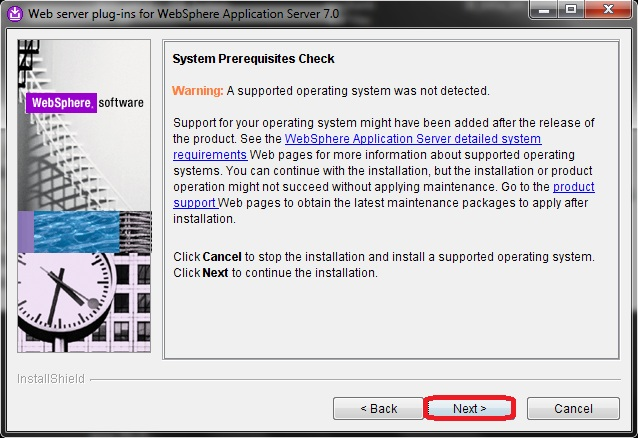 Web server plug-ins for WebSphere Application Server 7.0
WebSphere. software
System Prerequisites Check
Warning: A supported operating system was not detected.
Support for your operating system might have been added after the release of
the product. See the WebSphere Application Server detailed system
requirements Web pages for more information about supported operating
systems. You can continue with the installation, but the installation or product
operation might not succeed without applying maintenance. Go to the product
support Web pages to obtain the latest maintenance packages to apply after
installation.
Click Cancel to stop the installation and install a supported operating system.
Click Next to continue the installation.
InstallShield
< Back
Next >
Cancel